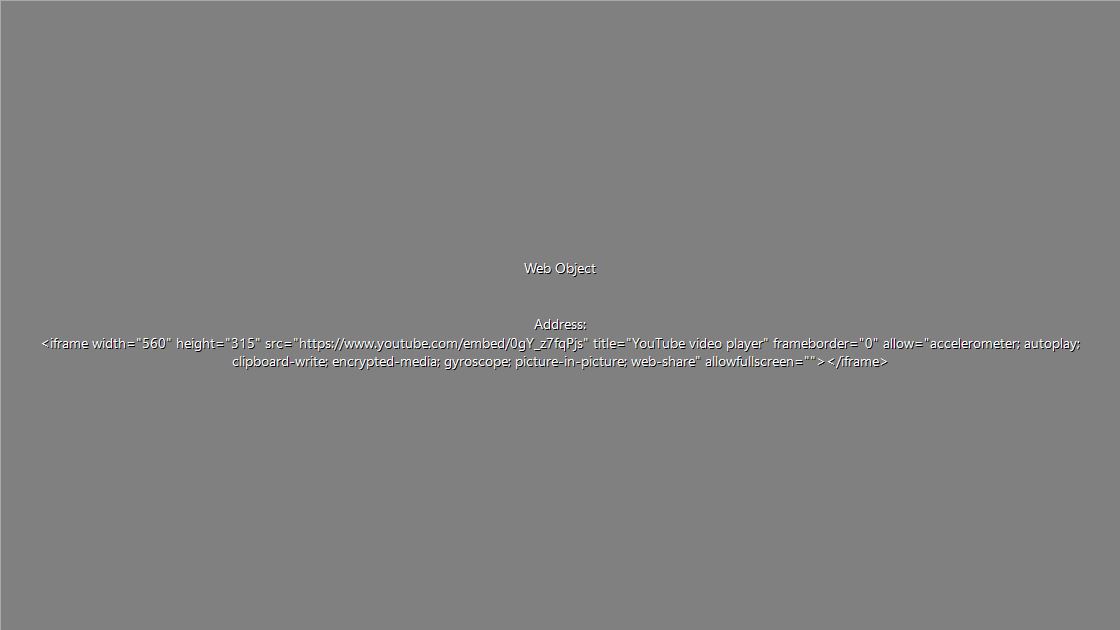 Web Object
Address:
<iframe width="560" height="315" src="https://www.youtube.com/embed/0gY_z7fqPjs" title="YouTube video player" frameborder="0" allow="accelerometer; autoplay;
clipboard-write; encrypted-media; gyroscope; picture-in-picture; web-share" allowfullscreen=""></iframe>